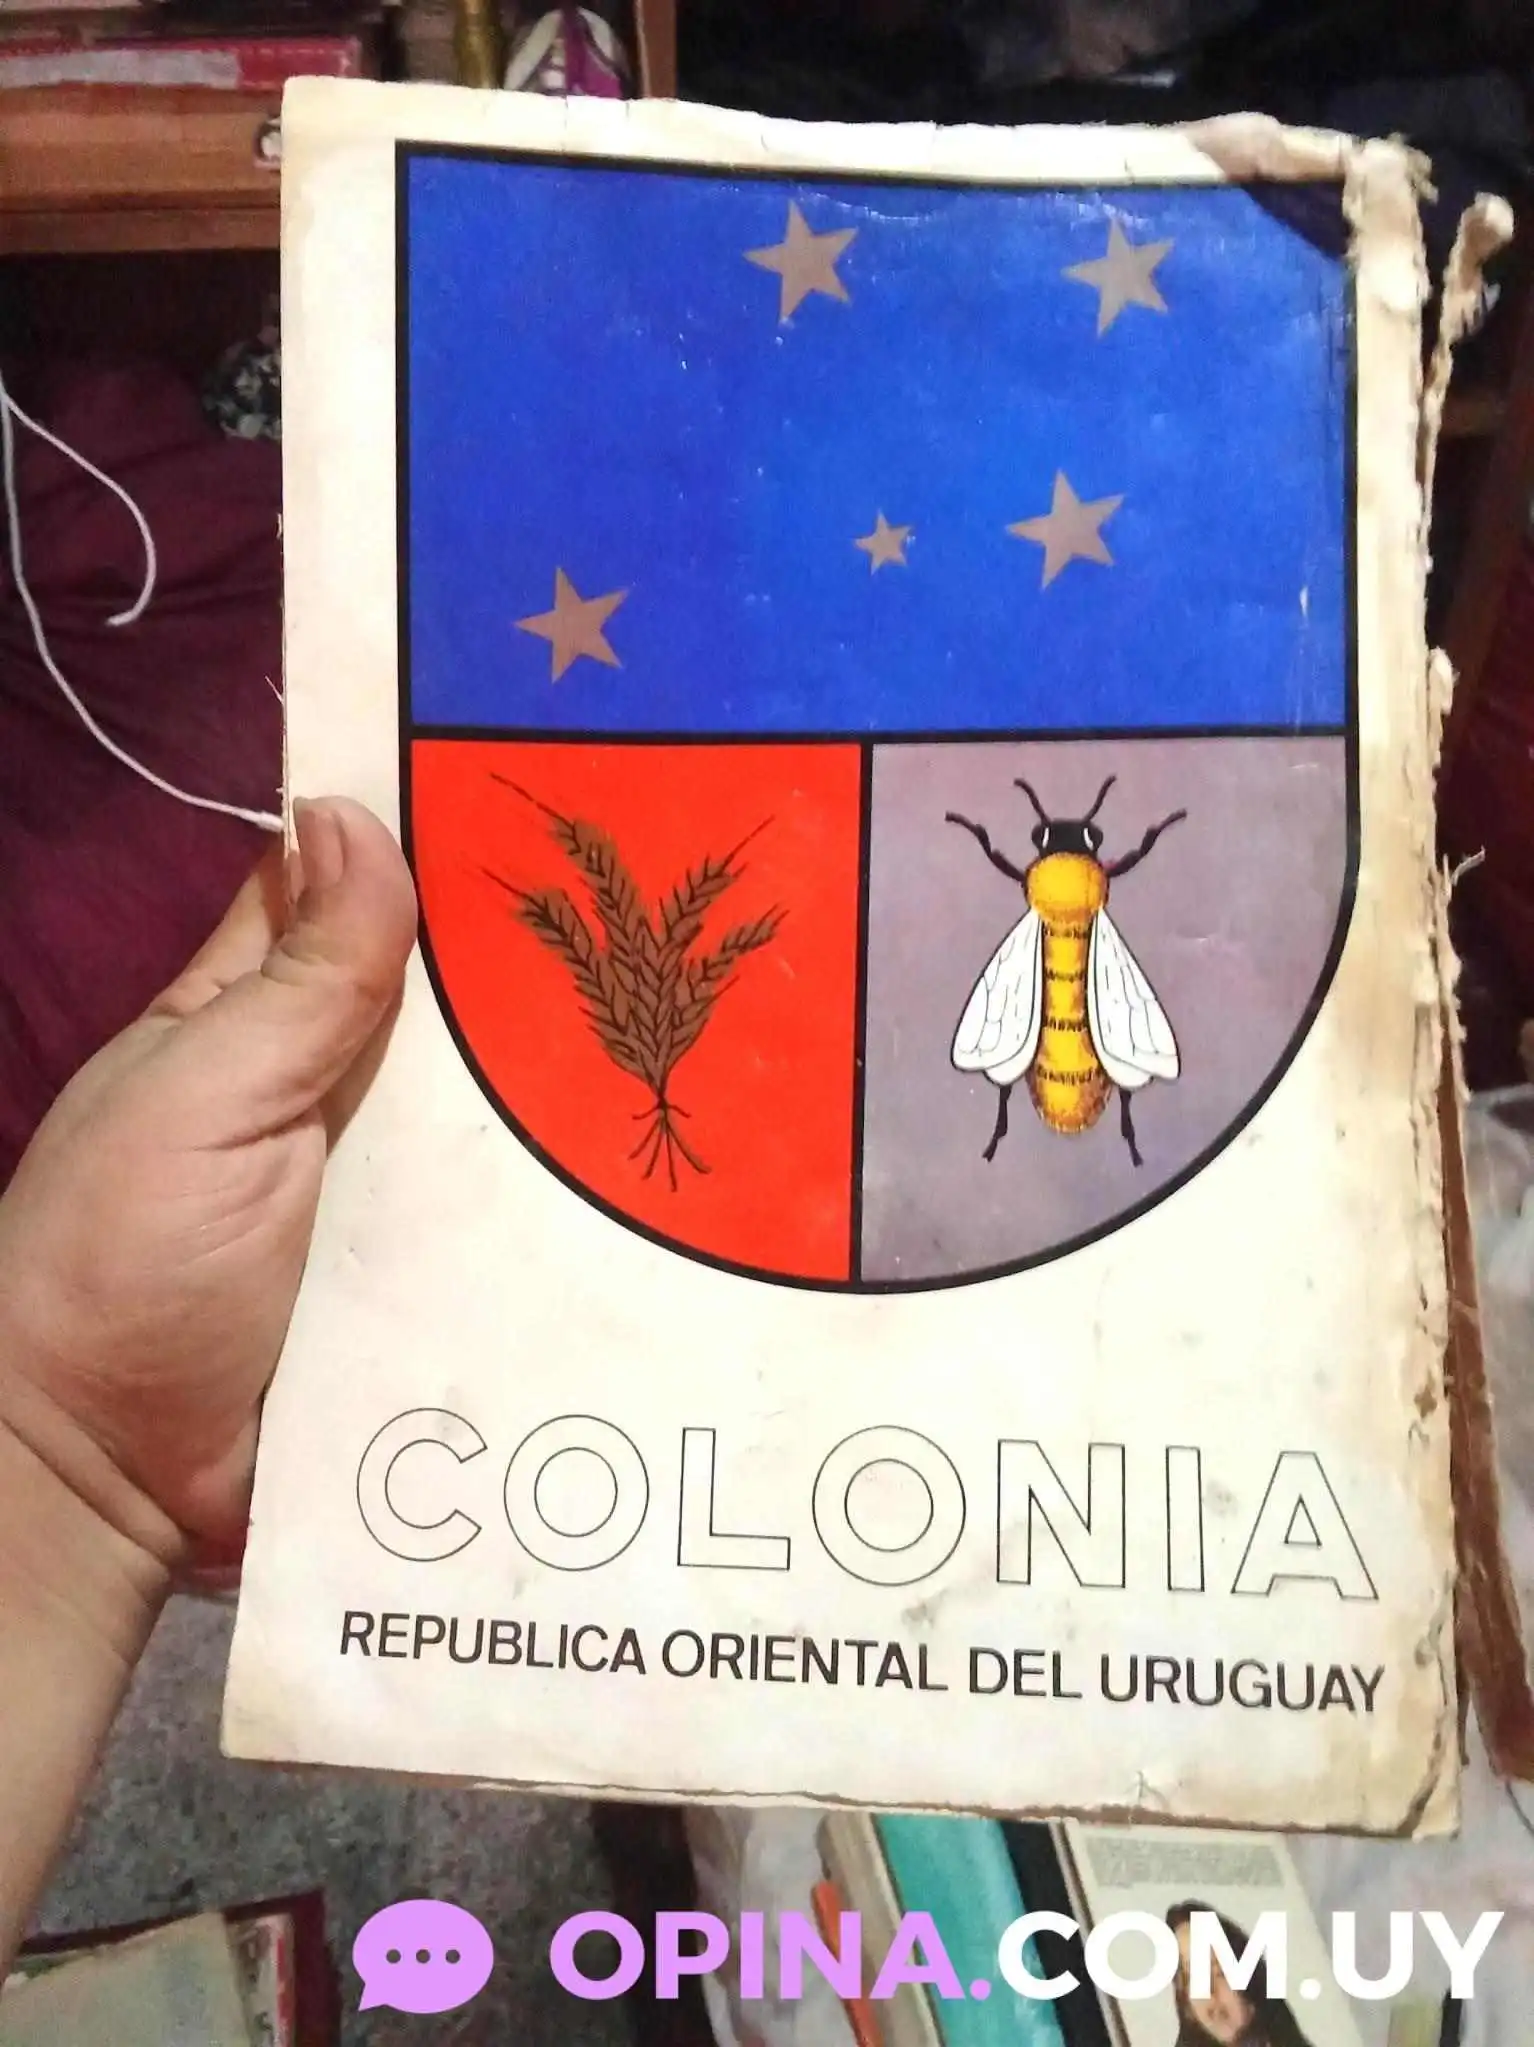 COLONIA
REPUBLICA ORIENTAL DEL URUGUAY
OPINA.COM.UY